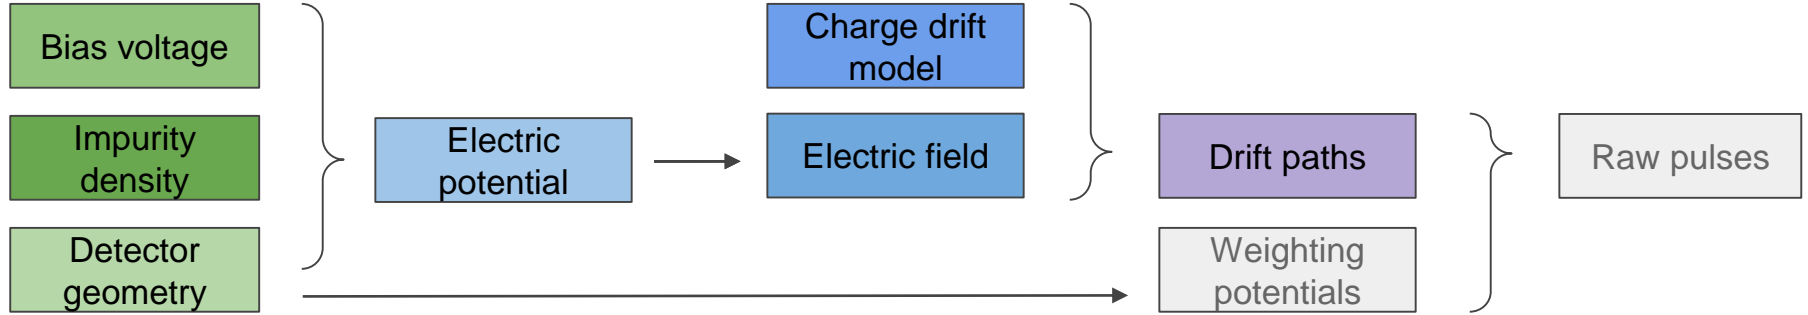 Bias voltage
Impurity
density
Detector
geometry
Electric
potential
Charge drift
model
Electric field
Drift paths
Weighting
potentials
Raw pulses